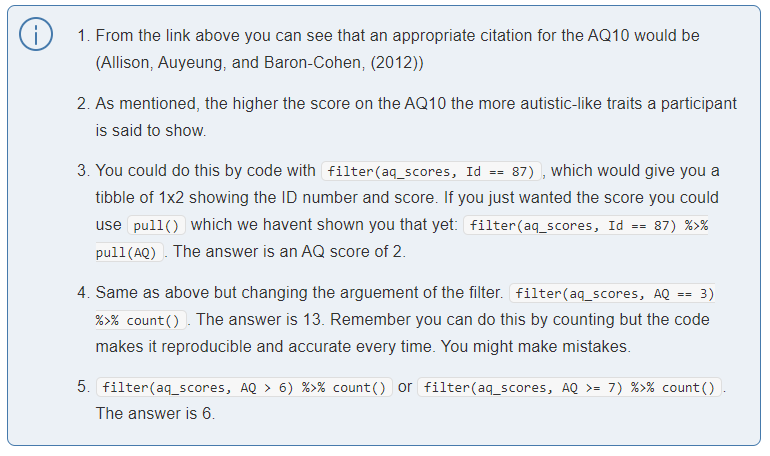 1. From the link above you can see that an appropriate citation for the AQ10 would be
(Allison, Auyeung, and Baron-Cohen, (2012))
2. As mentioned, the higher the score on the AQ10 the more autistic-like traits a participant
is said to show.
3. You could do this by code with filter(aq_scores, Id == 87) , which would give you a
tibble of 1x2 showing the ID number and score. If you just wanted the score you could
use pull() which we havent shown you that yet: filter(aq_scores, Id == 87) %>%
pull(AQ) . The answer is an AQ score of 2.
4. Same as above but changing the arguement of the filter. filter(aq_scores, AQ == 3)
%>% count() . The answer is 13. Remember you can do this by counting but the code
makes it reproducible and accurate every time. You might make mistakes.
5. filter(aq_scores, AQ > 6) %>% count() or filter(aq_scores, AQ >= 7) %>% count() .
The answer is 6.